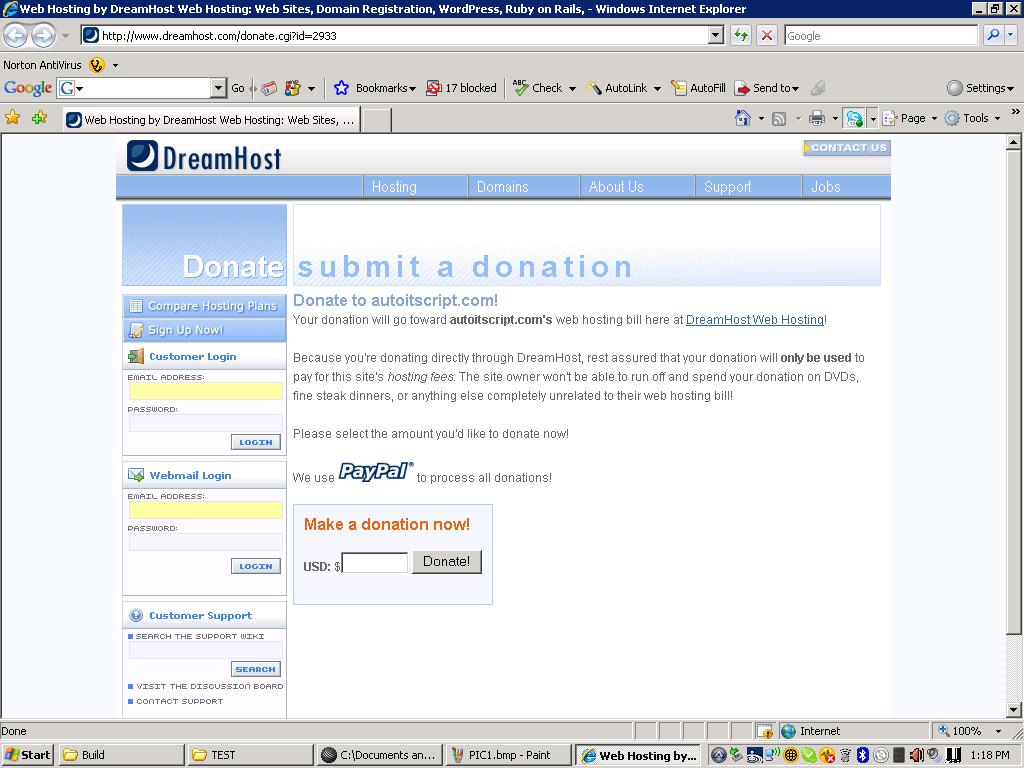 Web Hosting by DreamHost Web Hosting: Web Sites, Domain Registration, WordPress, Ruby on Rails, - Windows Internet Explorer
http://www.dreamhost.com/donate.cgi?id=2933
Google
Norton AntiVirus
Google G Go Bookmarks 17 blocked ABC Check AutoLink AutoFill Send to Settings
Web Hosting by DreamHost Web Hosting: Web Sites, ...
Page Tools
DreamHost
CONTACT US
Hosting Domains About Us Support Jobs
Donate submit a donation
Compare Hosting Plans
Sign Up Now!
Customer Login
EMAIL ADDRESS:
PASSWORD:
LOGIN
Webmail Login
EMAIL ADDRESS:
PASSWORD:
LOGIN
Customer Support
SEARCH THE SUPPORT WIKI
SEARCH
VISIT THE DISCUSSION BOARD
CONTACT SUPPORT
Donate to autoitscript.com!
Your donation will go toward autoitscript.com's web hosting bill here at DreamHost Web Hosting!
Because you're donating directly through DreamHost, rest assured that your donation will only be used to
pay for this site's hosting fees. The site owner won't be able to run off and spend your donation on DVDs,
fine steak dinners, or anything else completely unrelated to their web hosting bill!
Please select the amount you'd like to donate now!
We use PayPal® to process all donations!
Make a donation now!
USD: $ Donate!
Done Internet 100%
Start Build TEST C:\Documents an... PIC1.bmp - Paint Web Hosting by... 1:18 PM